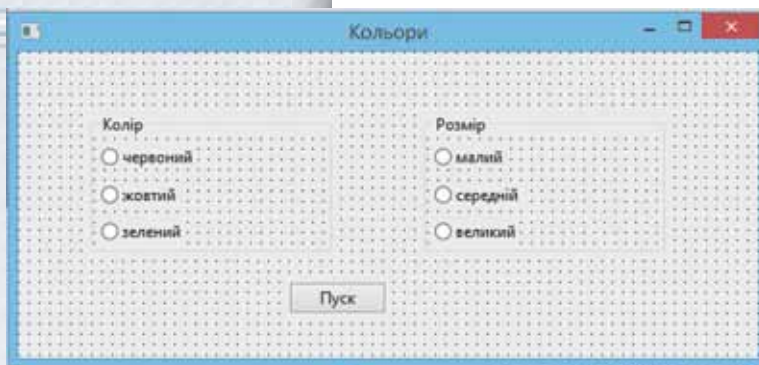 Кольори
Колір
червоний
жовтий
зелений
Розмір
малий
середній
великий
Пуск